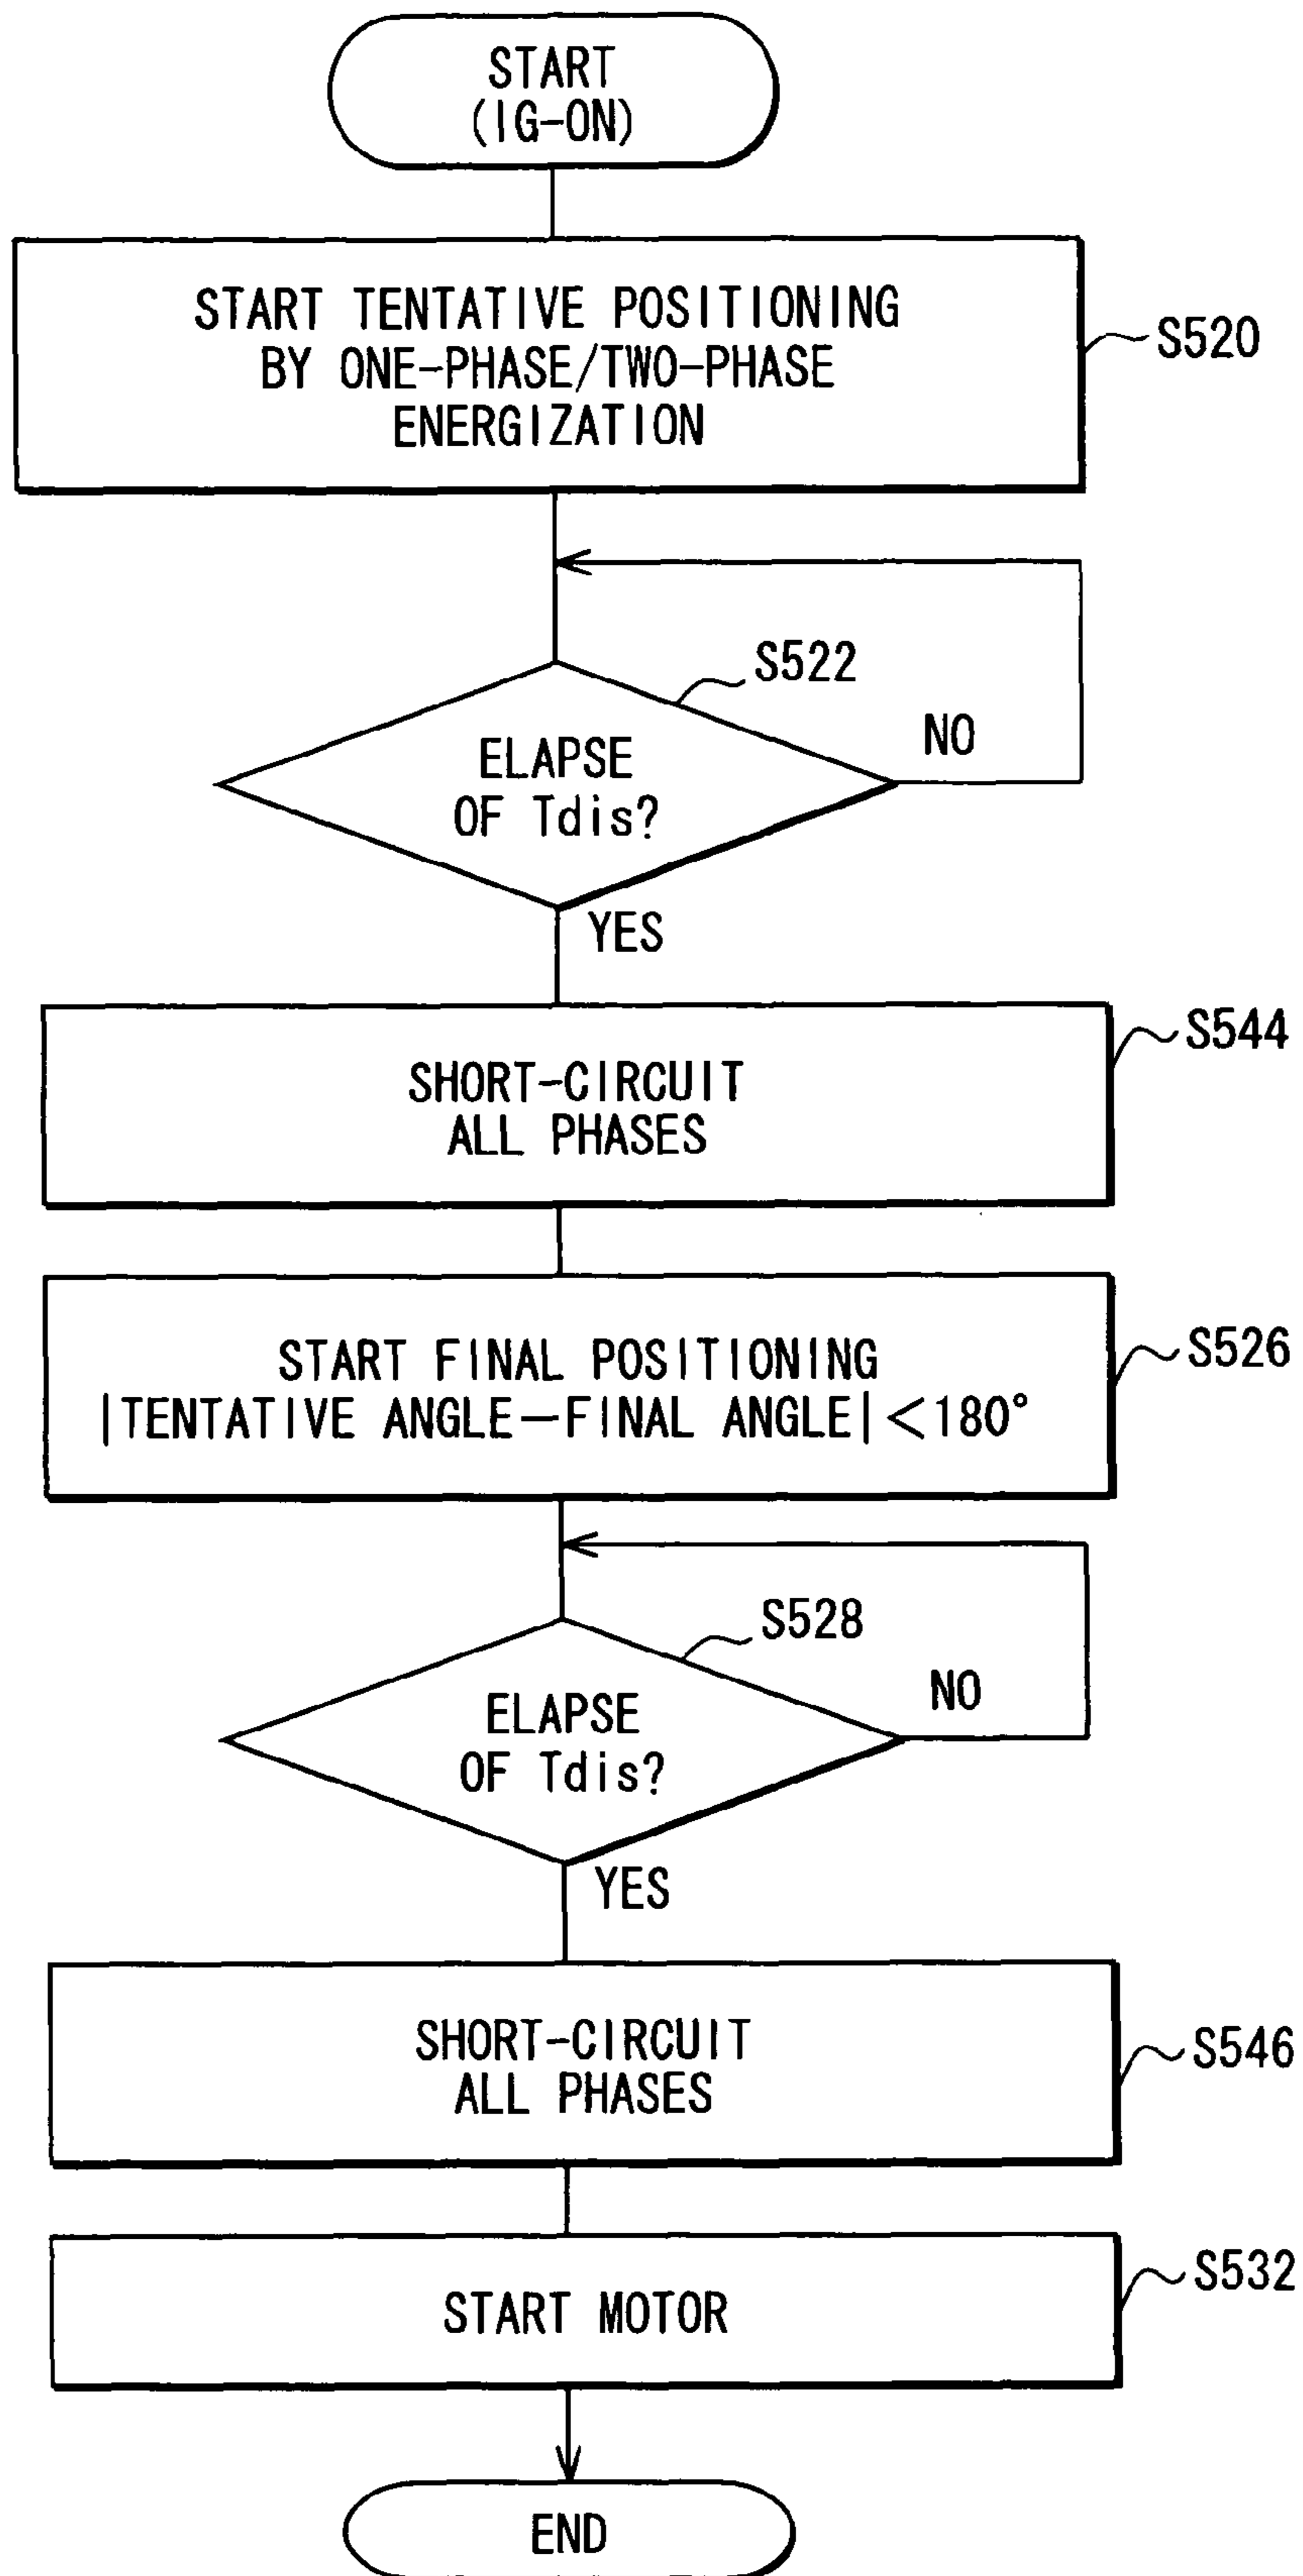 START
(IG-ON)
START TENTATIVE POSITIONING
BY ONE-PHASE/TWO-PHASE
ENERGIZATION
S520
S522
ELAPSE
OF Tdis?
NO
YES
SHORT-CIRCUIT
ALL PHASES
S544
START FINAL POSITIONING
|TENTATIVE ANGLE—FINAL ANGLE|<180°
S526
S528
ELAPSE
OF Tdis?
NO
YES
SHORT-CIRCUIT
ALL PHASES
S546
START MOTOR
S532
END